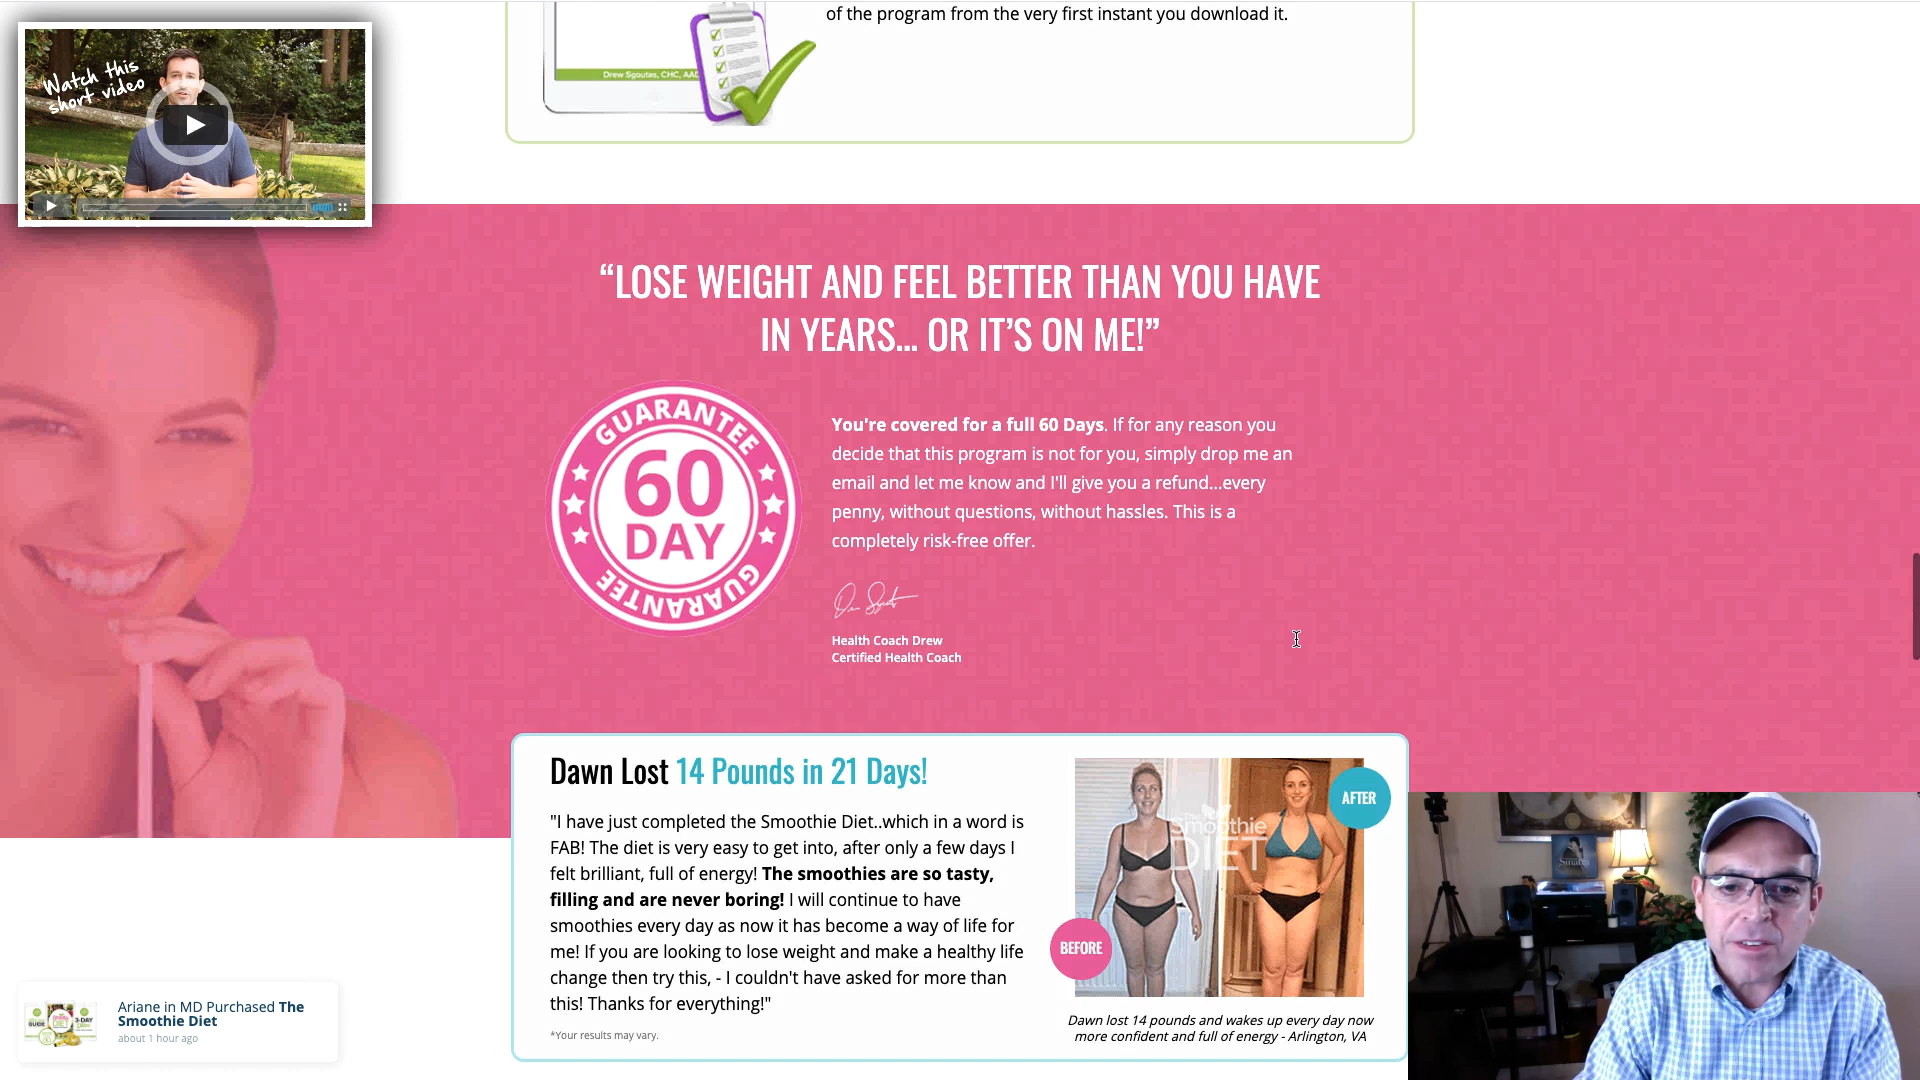 of the program from the very first instant you download it.
Watch this
short video
Drew Sgoutas, CHC, AAD
“LOSE WEIGHT AND FEEL BETTER THAN YOU HAVE
IN YEARS... OR IT’S ON ME!”
GUARANTEE
60
DAY
GUARANTEE
You're covered for a full 60 Days. If for any reason you
decide that this program is not for you, simply drop me an
email and let me know and I'll give you a refund...every
penny, without questions, without hassles. This is a
completely risk-free offer.
Health Coach Drew
Certified Health Coach
Dawn Lost 14 Pounds in 21 Days!
"I have just completed the Smoothie Diet..which in a word is
FAB! The diet is very easy to get into, after only a few days I
felt brilliant, full of energy! The smoothies are so tasty,
filling and are never boring! I will continue to have
smoothies every day as now it has become a way of life for
me! If you are looking to lose weight and make a healthy life
change then try this, - I couldn't have asked for more than
this! Thanks for everything!"
*Your results may vary.
AFTER
The
Smoothie
DIET
BEFORE
Dawn lost 14 pounds and wakes up every day now
more confident and full of energy - Arlington, VA
Sinatra
GUIDE
3-DAY
Ariane in MD Purchased The
Smoothie Diet
about 1 hour ago